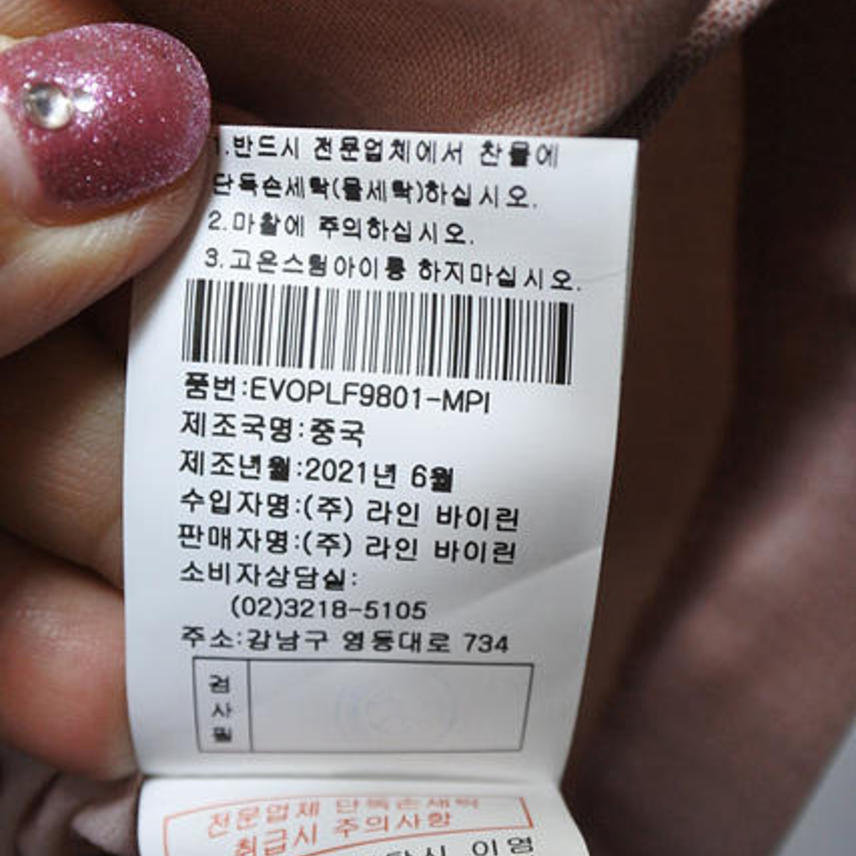 1.반드시 전문업체에서 찬물에
단독손세탁(물세탁)하십시오.
2.마찰에 주의하십시오.
3.고온스팀아이롱 하지마십시오.
품번:EVOPLF9801-MPI
제조국명:중국
제조년월:2021년 6월
수입자명:(주) 라인 바이린
판매자명:(주) 라인 바이린
소비자상담실:
(02)3218-5105
주소:강남구 영동대로 734
검
사
필
전문업체 단독손세탁
취급시 주의사항
이영